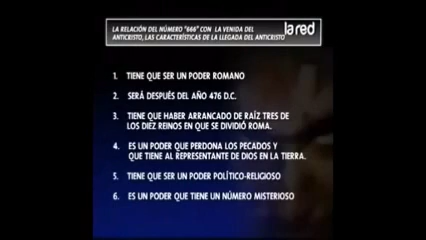 LA RELACIÓN DEL NÚMERO "666" CON LA VENIDA DEL
ANTICRISTO, LAS CARACTERÍSTICAS DE LA LLEGADA DEL ANTICRISTO
la red
1. TIENE QUE SER UN PODER ROMANO
2. SERÁ DESPUÉS DEL AÑO 476 D.C.
3. TIENE QUE HABER ARRANCADO DE RAÍZ TRES DE
LOS DIEZ REINOS EN QUE SE DIVIDIÓ ROMA.
4. ES UN PODER QUE PERDONA LOS PECADOS Y
QUE TIENE AL REPRESENTANTE DE DIOS EN LA TIERRA.
5. TIENE QUE SER UN PODER POLÍTICO-RELIGIOSO
6. ES UN PODER QUE TIENE UN NÚMERO MISTERIOSO